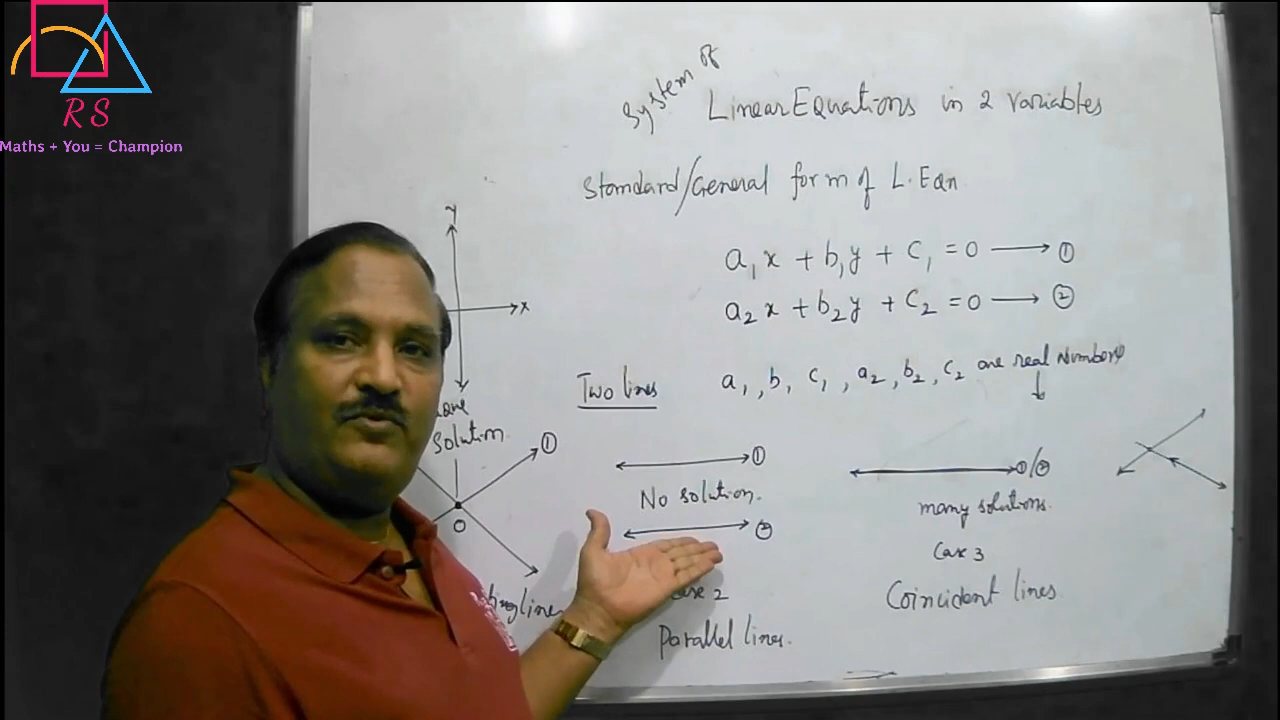 RS
Maths + You = Champion
System of
Linear Equations in 2 variables
Standard/General form of L.Eqn
a₁x + b₁y + c₁ = 0 → ①
a₂x + b₂y + c₂ = 0 → ②
Two lines
a₁, b₁ c₁, a₂, b₂, c₂ are real Numbers
y
x
solution
①
O
①
No solution.
②
Case 2
Parallel lines.
①/②
many solutions.
Case 3
Coincident lines.